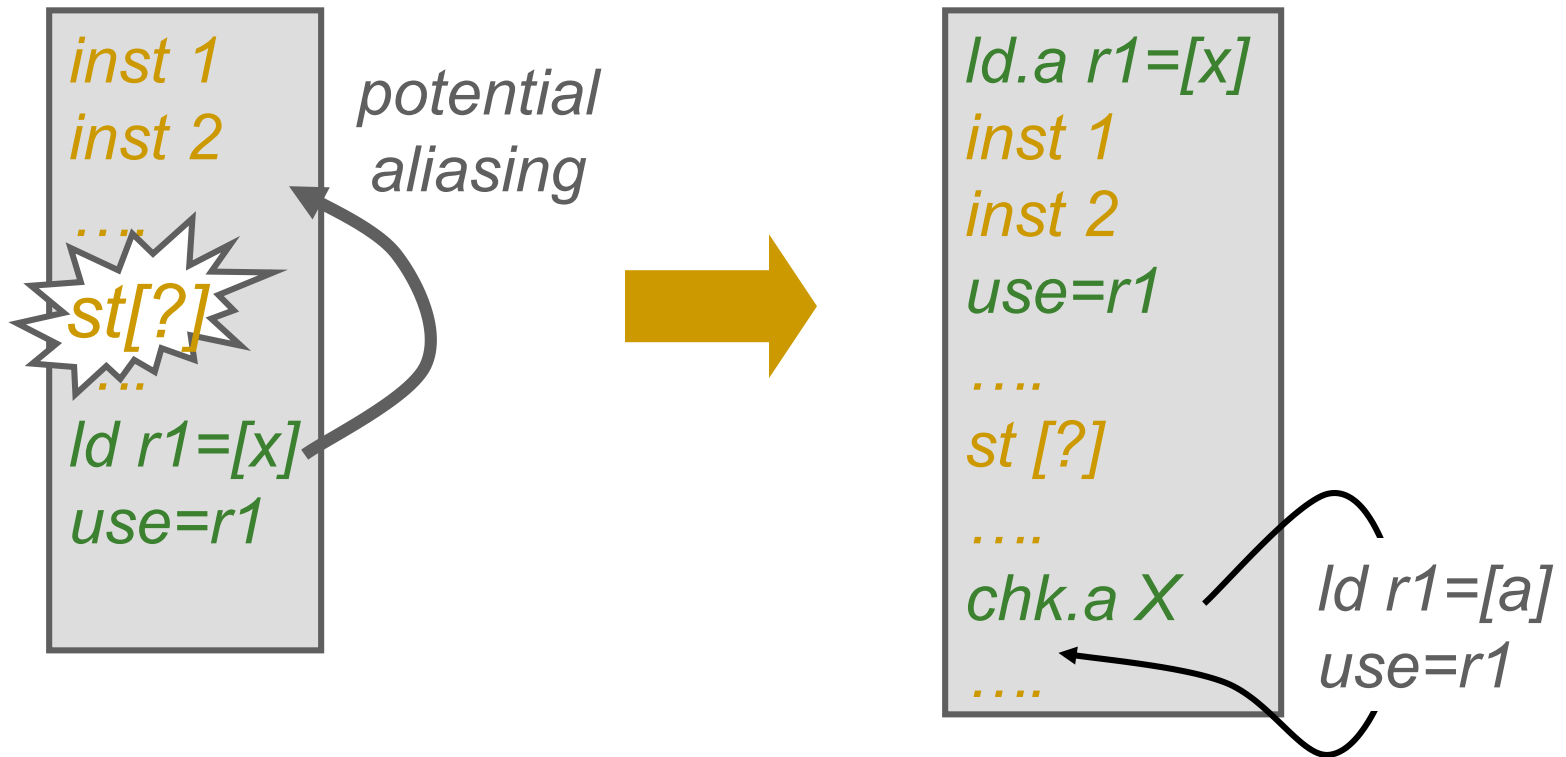 inst 1
inst 2
….
st[?]
….
ld r1=[x]
use=r1
potential
aliasing
ld.a r1=[x]
inst 1
inst 2
use=r1
….
st [?]
….
chk.a X
….
ld r1=[a]
use=r1